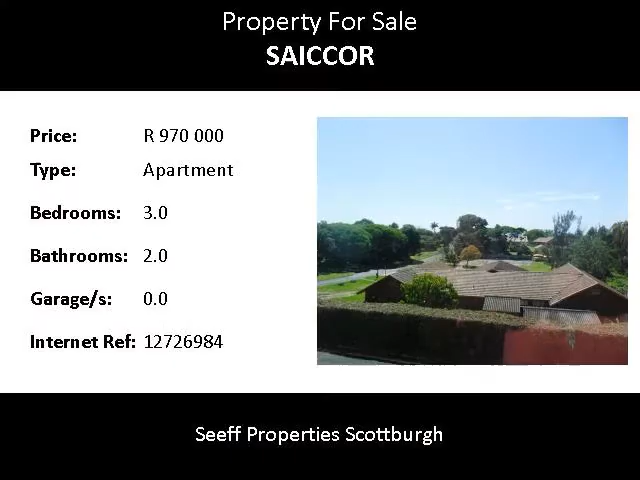 Property For Sale
SAICCOR
Price: R 970 000
Type: Apartment
Bedrooms: 3.0
Bathrooms: 2.0
Garage/s: 0.0
Internet Ref: 12726984
Seeff Properties Scottburgh